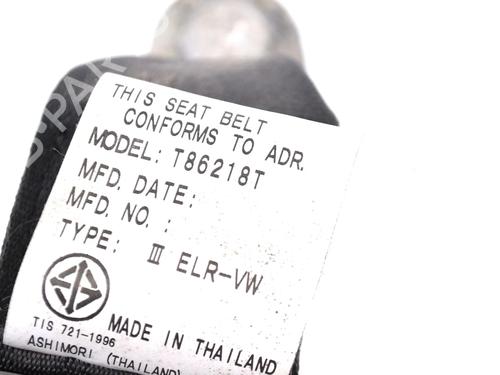 THIS SEAT BELT
CONFORMS TO ADR.
MODEL: T86218T
MFD. DATE:
MFD. NO. :
TYPE: III ELR-VW
TIS 721-1996
MADE IN THAILAND
ASHIMORI (THAILAND)